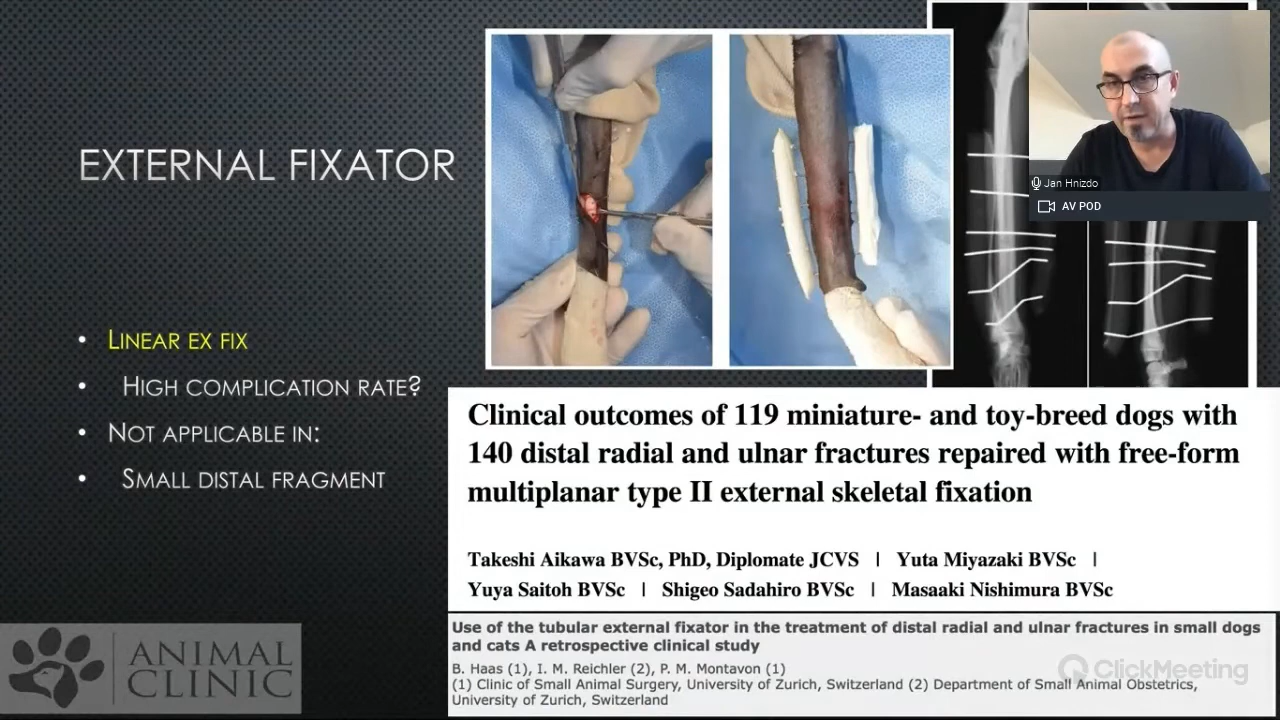 EXTERNAL FIXATOR
• LINEAR EX FIX
• HIGH COMPLICATION RATE?
• NOT APPLICABLE IN:
• SMALL DISTAL FRAGMENT
ANIMAL
CLINIC
Jan Hnizdo
AV POD
Clinical outcomes of 119 miniature- and toy-breed dogs with
140 distal radial and ulnar fractures repaired with free-form
multiplanar type II external skeletal fixation
Takeshi Aikawa BVSc, PhD, Diplomate JCVS | Yuta Miyazaki BVSc |
Yuya Saitoh BVSc | Shigeo Sadahiro BVSc | Masaaki Nishimura BVSc
Use of the tubular external fixator in the treatment of distal radial and ulnar fractures in small dogs
and cats A retrospective clinical study
B. Haas (1), I. M. Reichler (2), P. M. Montavon (1)
(1) Clinic of Small Animal Surgery, University of Zurich, Switzerland (2) Department of Small Animal Obstetrics,
University of Zurich, Switzerland
ClickMeeting